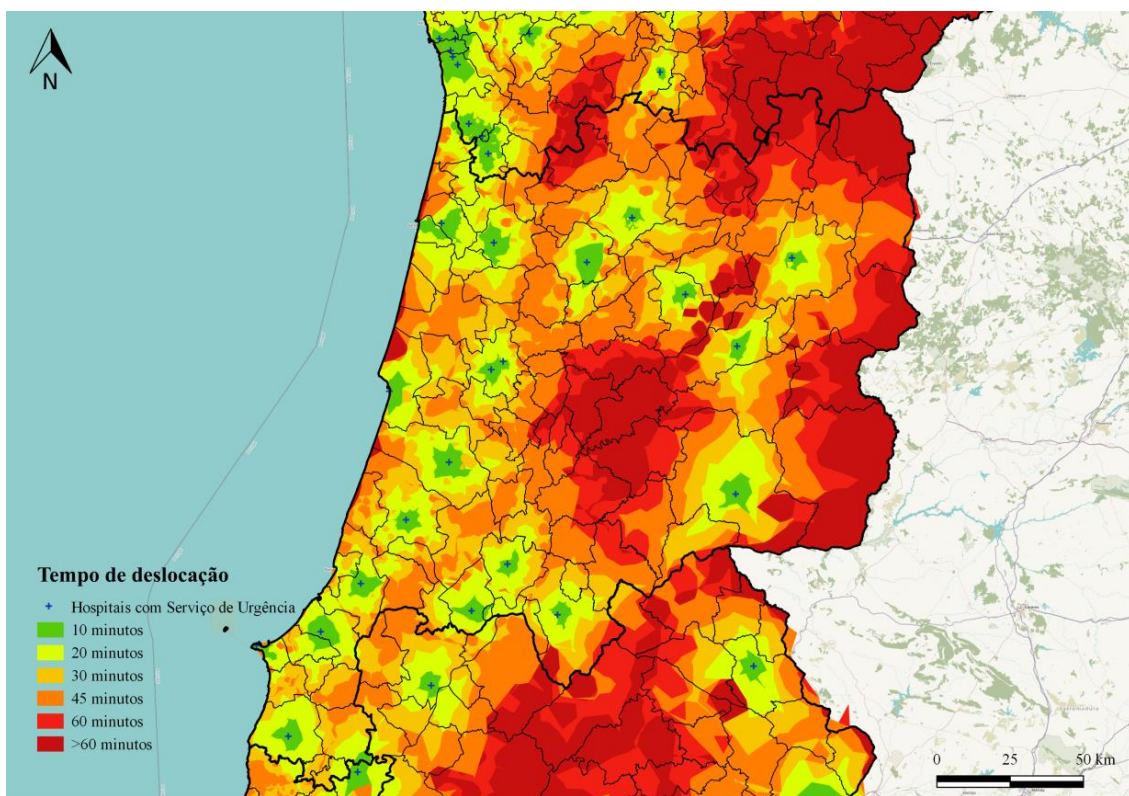 N
Tempo de deslocação
Hospitais com Serviço de Urgência
10 minutos
20 minutos
30 minutos
45 minutos
60 minutos
>60 minutos
0 25 50 km